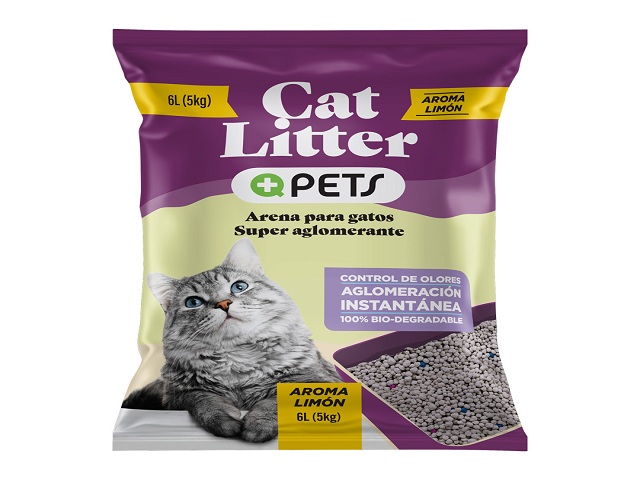 6L (5kg)
Cat
Litter
AROMA
LIMÓN
QPETS
Arena para gatos
Super aglomerante
CONTROL DE OLORES
AGLOMERACIÓN
INSTANTÁNEA
100% BIO-DEGRADABLE
AROMA
LIMÓN
6L (5kg)